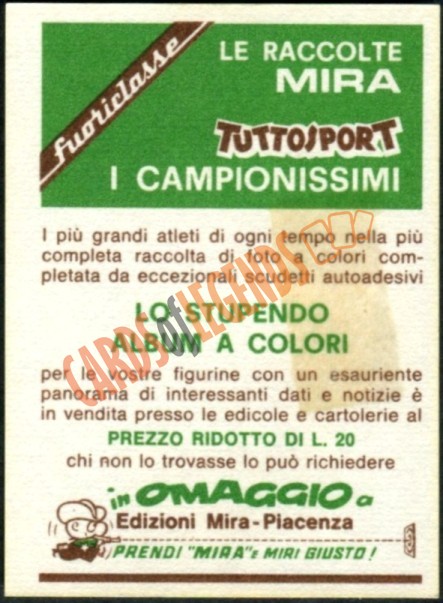 Fuoriclasse
LE RACCOLTE
MIRA
TUTTOSPORT
I CAMPIONISSIMI
I più grandi atleti di ogni tempo nella più
completa raccolta di foto a colori com-
pletata da eccezionali scudetti autoadesivi
LO STUPENDO
ALBUM A COLORI
per le vostre figurine con un esauriente
panorama di interessanti dati e notizie è
in vendita presso le edicole e cartolerie al
PREZZO RIDOTTO DI L. 20
chi non lo trovasse lo può richiedere
in OMAGGIO a
Edizioni Mira-Piacenza
PRENDI "MIRA" E MIRI GIUSTO!
CARDS of LEGENDS